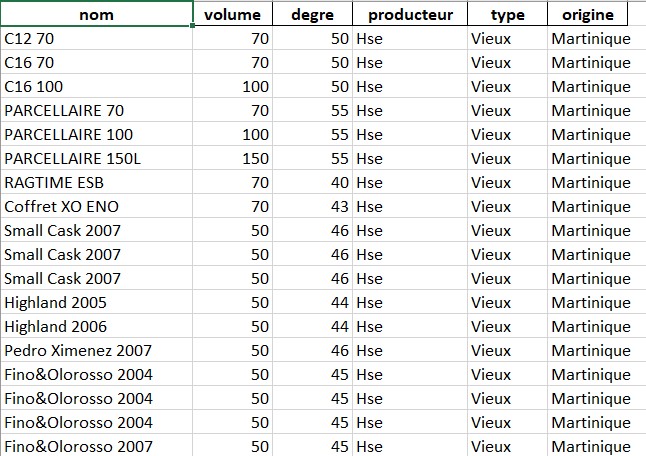 nom volume degre producteur type origine
C12 70 70 50 Hse Vieux Martinique
C16 70 70 50 Hse Vieux Martinique
C16 100 100 50 Hse Vieux Martinique
PARCELLAIRE 70 70 55 Hse Vieux Martinique
PARCELLAIRE 100 100 55 Hse Vieux Martinique
PARCELLAIRE 150L 150 55 Hse Vieux Martinique
RAGTIME ESB 70 40 Hse Vieux Martinique
Coffret XO ENO 70 43 Hse Vieux Martinique
Small Cask 2007 50 46 Hse Vieux Martinique
Small Cask 2007 50 46 Hse Vieux Martinique
Small Cask 2007 50 46 Hse Vieux Martinique
Highland 2005 50 44 Hse Vieux Martinique
Highland 2006 50 44 Hse Vieux Martinique
Pedro Ximenez 2007 50 46 Hse Vieux Martinique
Fino&Olorosso 2004 50 45 Hse Vieux Martinique
Fino&Olorosso 2004 50 45 Hse Vieux Martinique
Fino&Olorosso 2004 50 45 Hse Vieux Martinique
Fino&Olorosso 2007 50 45 Hse Vieux Martinique